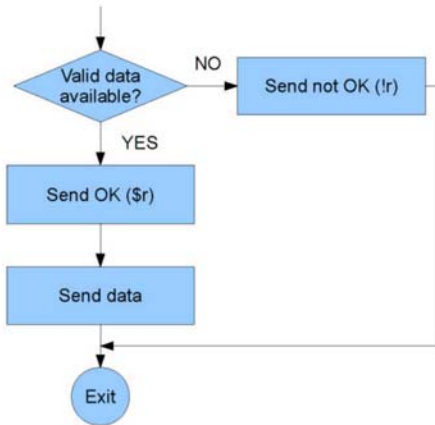 Valid data
available?
NO
Send not OK (!r)
YES
Send OK ($r)
Send data
Exit